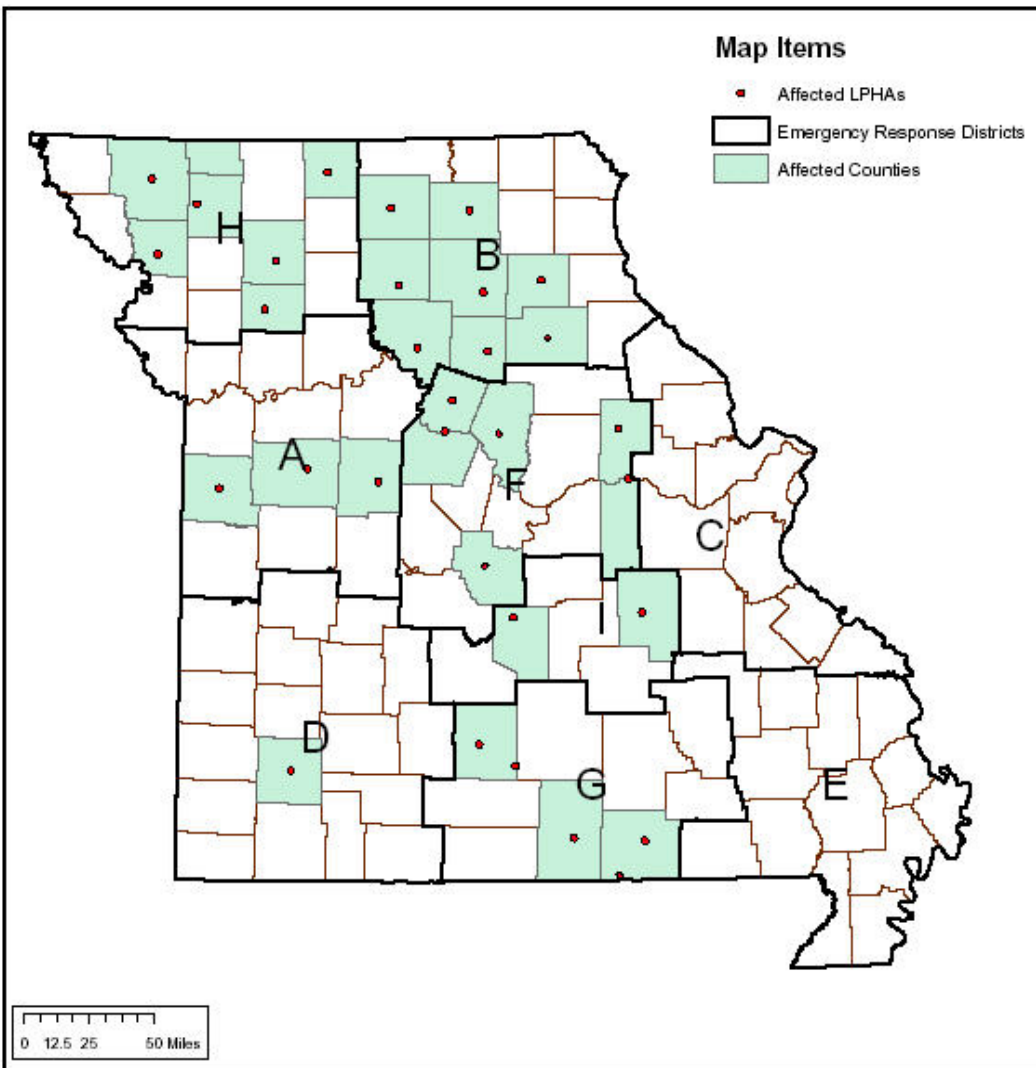 Map Items
Affected LPHAs
Emergency Response Districts
Affected Counties
H
B
A
F
C
I
D
G
E
0 12.5 25 50 Miles